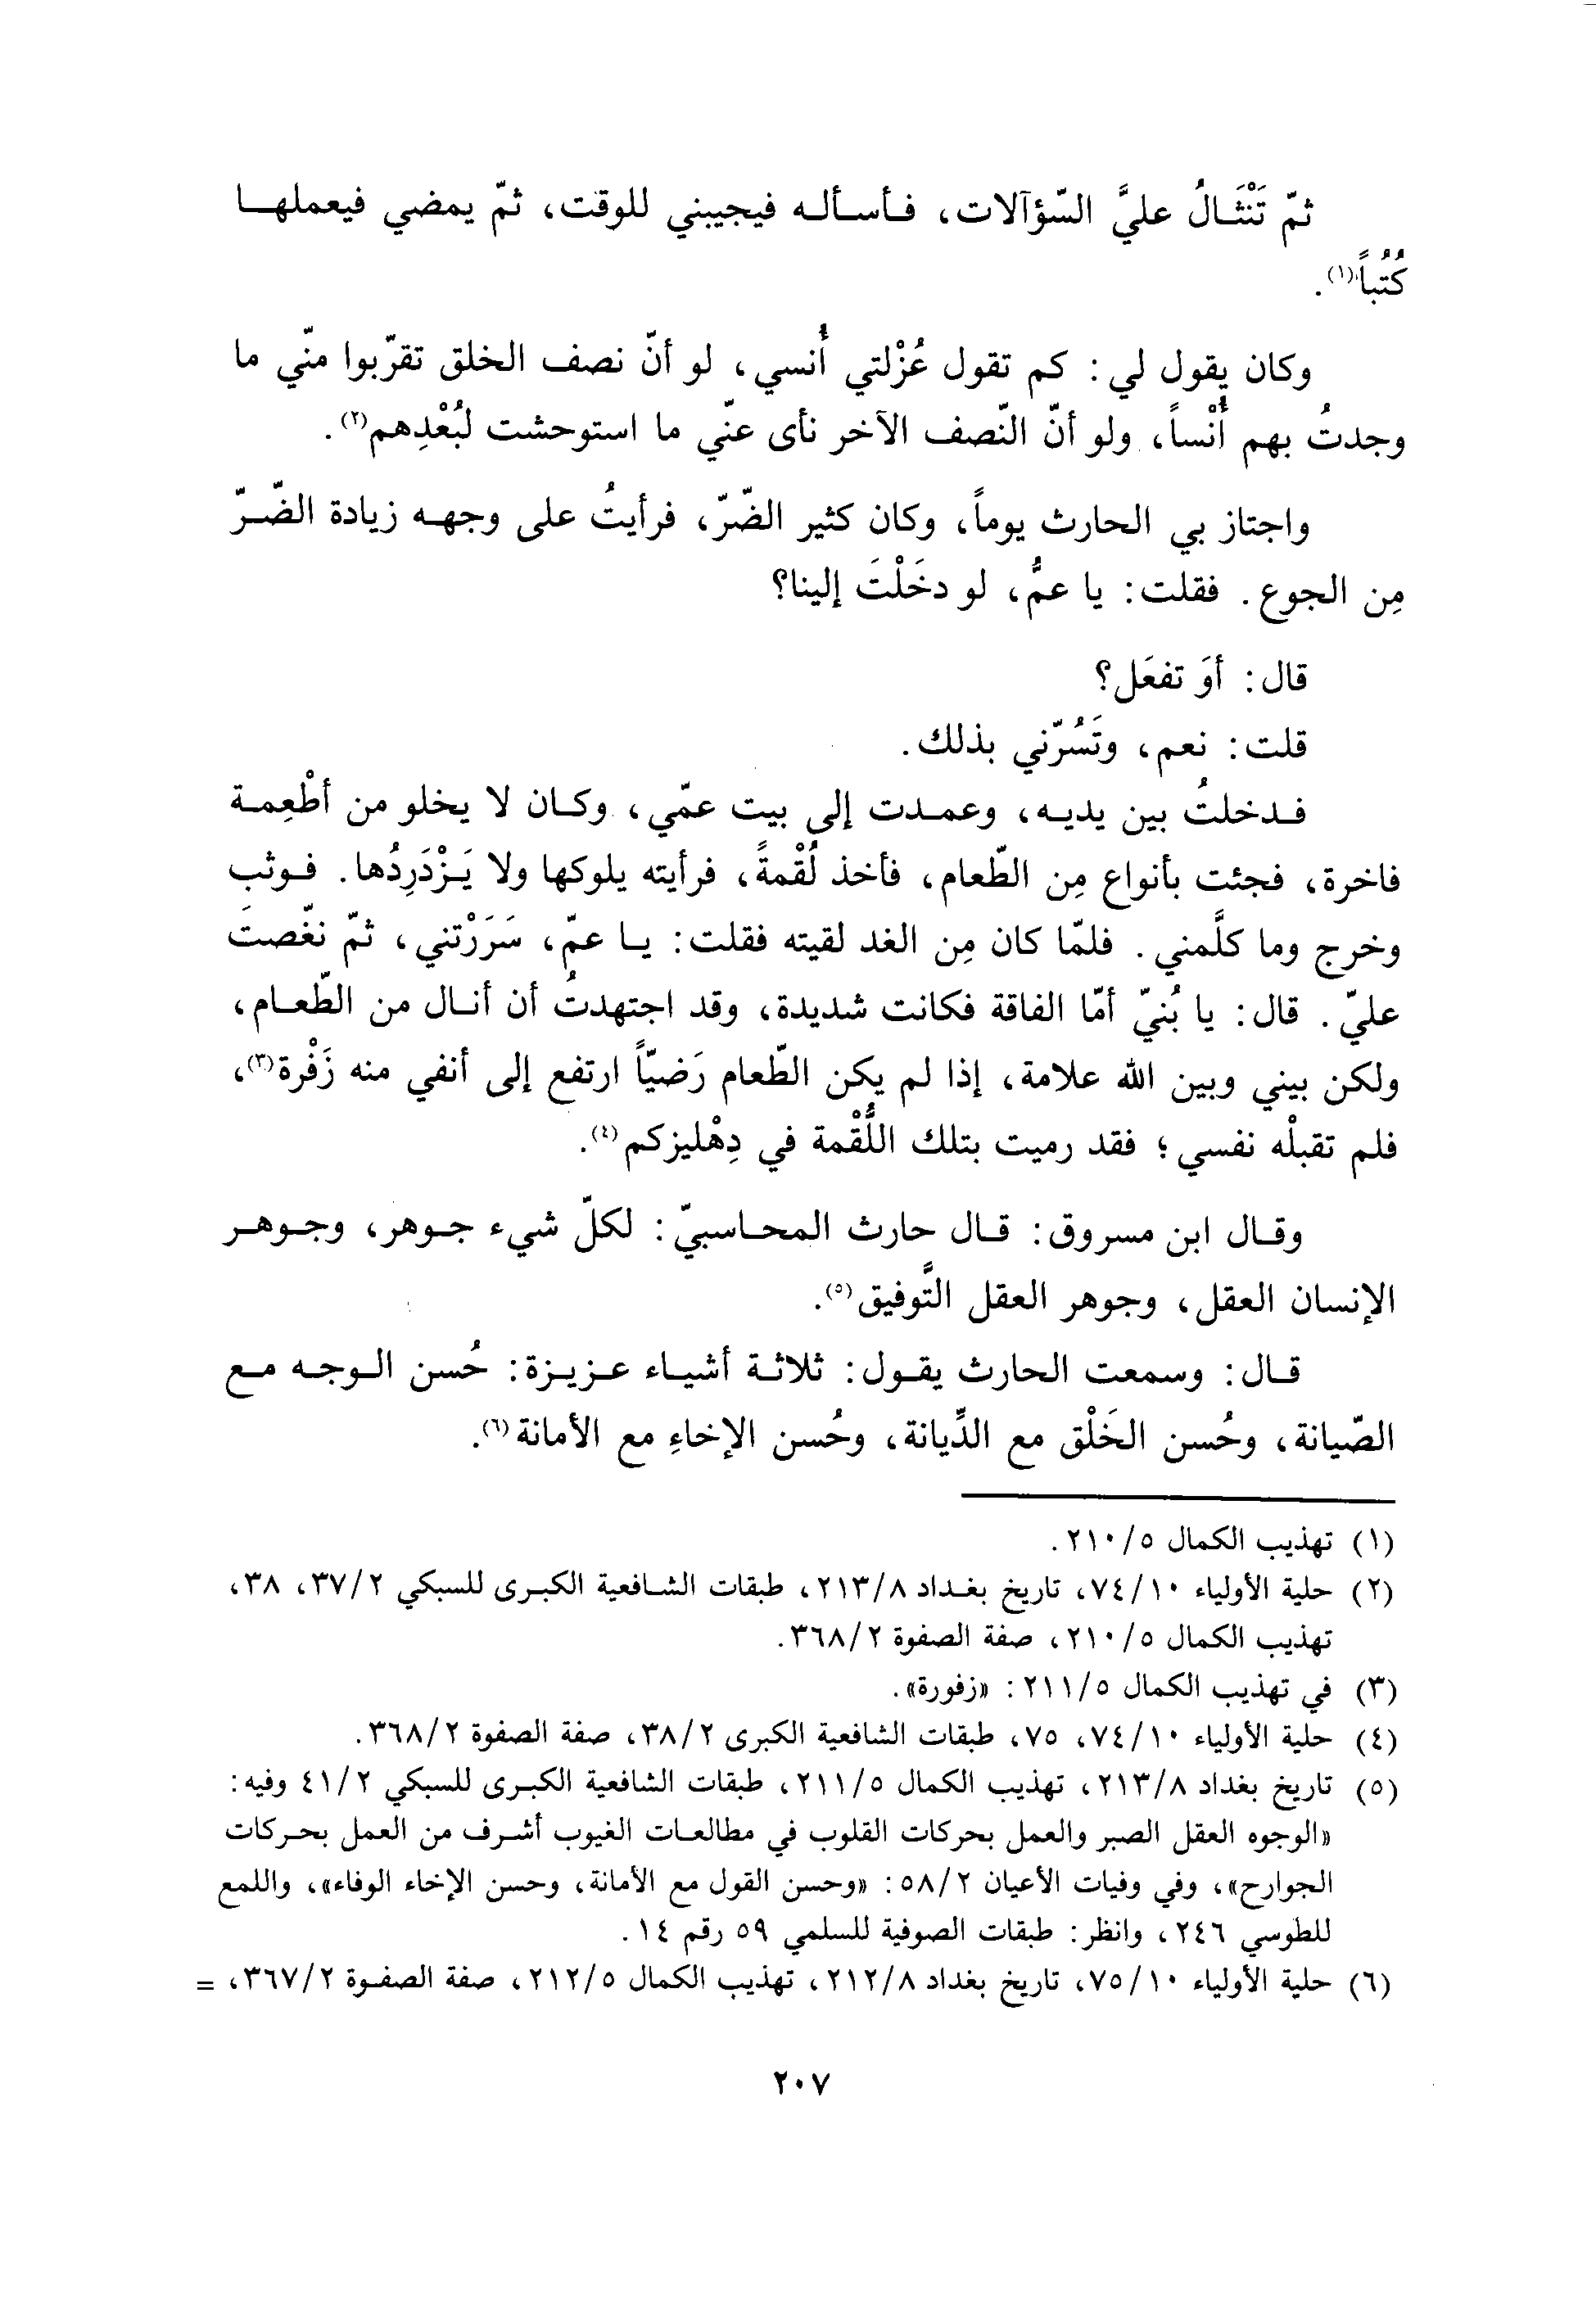 ثمّ تَنْثَالُ عليَّ السّؤآلات، فأسأله فيجيبني للوقت، ثمّ يمضي فيعملها
كُتُباً(١).
وكان يقول لي: كم تقول عُزْلتي أُنسي، لو أنّ نصف الخلق تقرّبوا منّي ما
وجدتُ بهم أُنْساً، ولو أنّ النّصف الآخر نأى عنّي ما استوحشت لبُعْدِهم(٢).
واجتاز بي الحارث يوماً، وكان كثير الضّرّ، فرأيتُ على وجهه زيادة الضّرّ
مِن الجوع. فقلت: يا عمُّ، لو دخَلْتَ إلينا؟
قال: أوَ تفعَل؟
قلت: نعم، وتَسُرّني بذلك.
فدخلتُ بين يديه، وعمدت إلى بيت عمّي، وكان لا يخلو من أطْعِمة
فاخرة، فجئت بأنواع مِن الطّعام، فأخذ لُقْمةً، فرأيته يلوكها ولا يَزْدَرِدُها. فوثب
وخرج وما كلَّمني. فلمّا كان مِن الغد لقيته فقلت: يا عمّ، سَرَرْتني، ثمّ نغّصتَ
عليّ. قال: يا بُنيّ أمّا الفاقة فكانت شديدة، وقد اجتهدتُ أن أنال من الطّعام،
ولكن بيني وبين الله علامة، إذا لم يكن الطّعام رَضيّاً ارتفع إلى أنفي منه زَفْرة(٣)،
فلم تقبلْه نفسي؛ فقد رميت بتلك اللُّقْمة في دِهْليزكم(٤).
وقال ابن مسروق: قال حارث المحاسبيّ: لكلّ شيء جوهر، وجوهر
الإنسان العقل، وجوهر العقل التَّوفيق(٥).
قال: وسمعت الحارث يقول: ثلاثة أشياء عزيزة: حُسن الوجه مع
الصّيانة، وحُسن الخَلْق مع الدِّيانة، وحُسن الإخاءِ مع الأمانة(٦).
(١) تهذيب الكمال ٥/٢١٠.
(٢) حلية الأولياء ١٠/٧٤، تاريخ بغداد ٨/٢١٣، طبقات الشافعية الكبرى للسبكي ٢/٣٧، ٣٨،
تهذيب الكمال ٥/٢١٠، صفة الصفوة ٢/٣٦٨.
(٣) في تهذيب الكمال ٥/٢١١: «زفورة».
(٤) حلية الأولياء ١٠/٧٤، ٧٥، طبقات الشافعية الكبرى ٢/٣٨، صفة الصفوة ٢/٣٦٨.
(٥) تاريخ بغداد ٨/٢١٣، تهذيب الكمال ٥/٢١١، طبقات الشافعية الكبرى للسبكي ٢/٤١ وفيه:
«الوجوه العقل الصبر والعمل بحركات القلوب في مطالعات الغيوب أشرف من العمل بحركات
الجوارح»، وفي وفيات الأعيان ٢/٥٨: «وحسن القول مع الأمانة، وحسن الإخاء الوفاء»، واللمع
للطوسي ٢٤٦، وانظر: طبقات الصوفية للسلمي ٥٩ رقم ١٤.
(٦) حلية الأولياء ١٠/٧٥، تاريخ بغداد ٨/٢١٢، تهذيب الكمال ٥/٢١٢، صفة الصفوة ٢/٣٦٧، =
٢٠٧